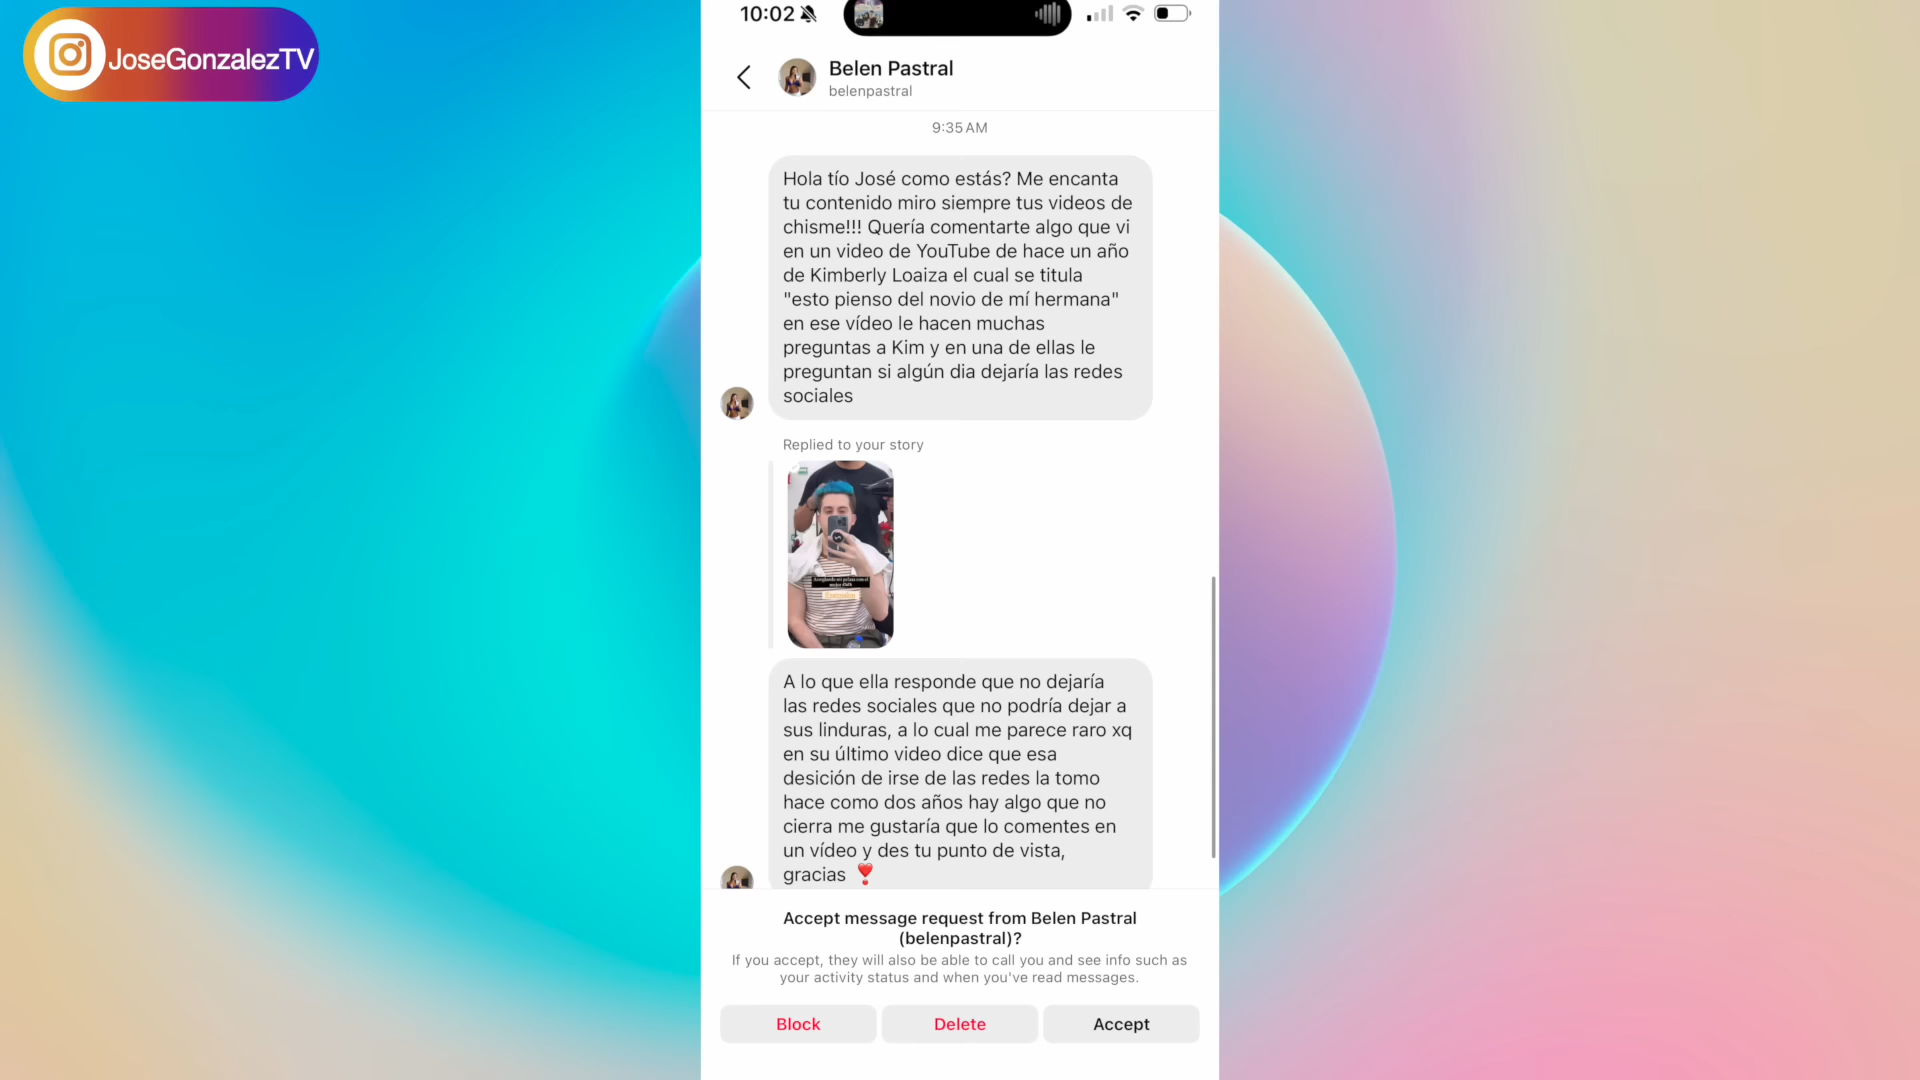 JoseGonzalezTV
10:02
Belen Pastral
belenpastral
9:35 AM
Hola tío José como estás? Me encanta
tu contenido miro siempre tus videos de
chisme!!! Quería comentarte algo que vi
en un video de YouTube de hace un año
de Kimberly Loaiza el cual se titula
"esto pienso del novio de mí hermana"
en ese vídeo le hacen muchas
preguntas a Kim y en una de ellas le
preguntan si algún dia dejaría las redes
sociales
Replied to your story
A lo que ella responde que no dejaría
las redes sociales que no podría dejar a
sus linduras, a lo cual me parece raro xq
en su último video dice que esa
desición de irse de las redes la tomo
hace como dos años hay algo que no
cierra me gustaría que lo comentes en
un vídeo y des tu punto de vista,
gracias ❣️
Accept message request from Belen Pastral
(belenpastral)?
If you accept, they will also be able to call you and see info such as
your activity status and when you've read messages.
Block
Delete
Accept